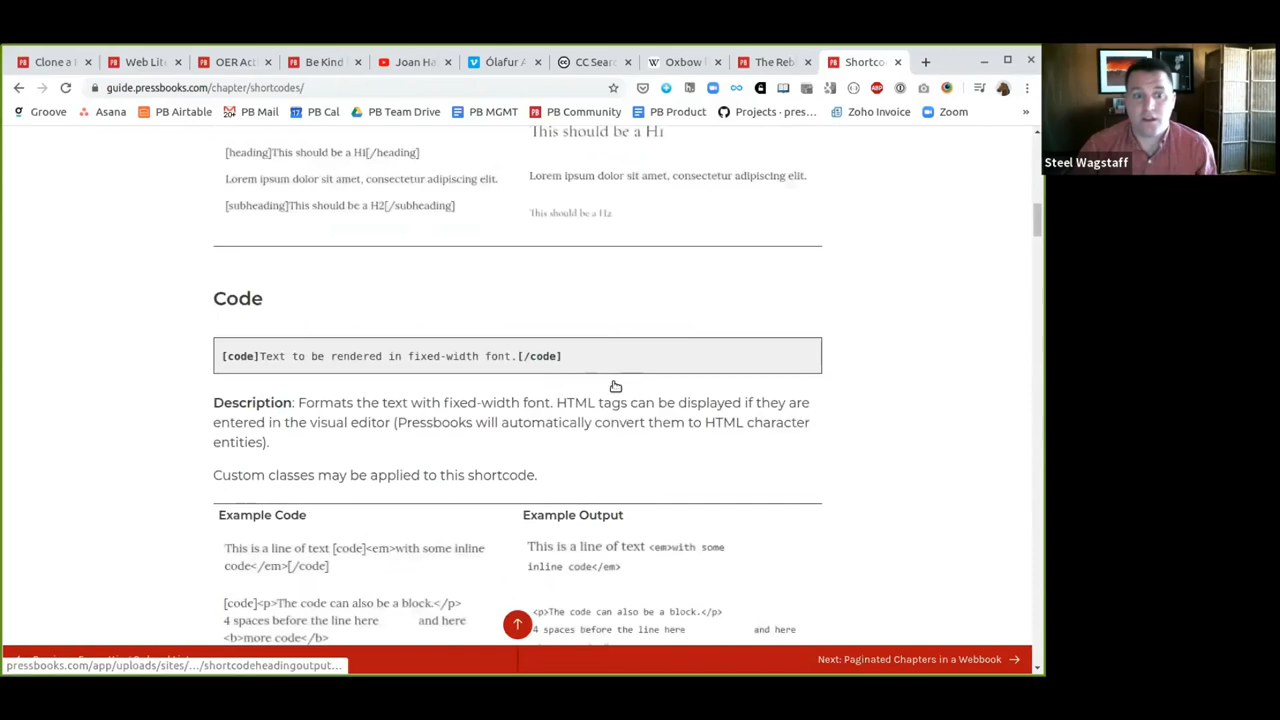 Clone a
Web Lite
OER Act
Be Kind
Joan Ha
Ólafur A
CC Sear
Oxbow
The Reb
Shortco
guide.pressbooks.com/chapter/shortcodes/
Groove
Asana
PB Airtable
PB Mail
PB Cal
PB Team Drive
PB MGMT
PB Community
PB Product
Projects · pres...
Zoho Invoice
Zoom
»
Steel Wagstaff
This should be a H1
[heading]This should be a H1[/heading]
Lorem ipsum dolor sit amet, consectetur adipiscing elit.
Lorem ipsum dolor sit amet, consectetur adipiscing elit.
[subheading]This should be a H2[/subheading]
This should be a H2
Code
[code]Text to be rendered in fixed-width font.[/code]
Description: Formats the text with fixed-width font. HTML tags can be displayed if they are
entered in the visual editor (Pressbooks will automatically convert them to HTML character
entities).
Custom classes may be applied to this shortcode.
Example Code
Example Output
This is a line of text [code]<em>with some inline
code</em>[/code]
This is a line of text <em>with some
inline code</em>
[code]<p>The code can also be a block.</p>
4 spaces before the line here and here
<b>more code</b>
<p>The code can also be a block.</p>
4 spaces before the line here and here
Next: Paginated Chapters in a Webbook →
pressbooks.com/app/uploads/sites/.../shortcodeheadingoutput...